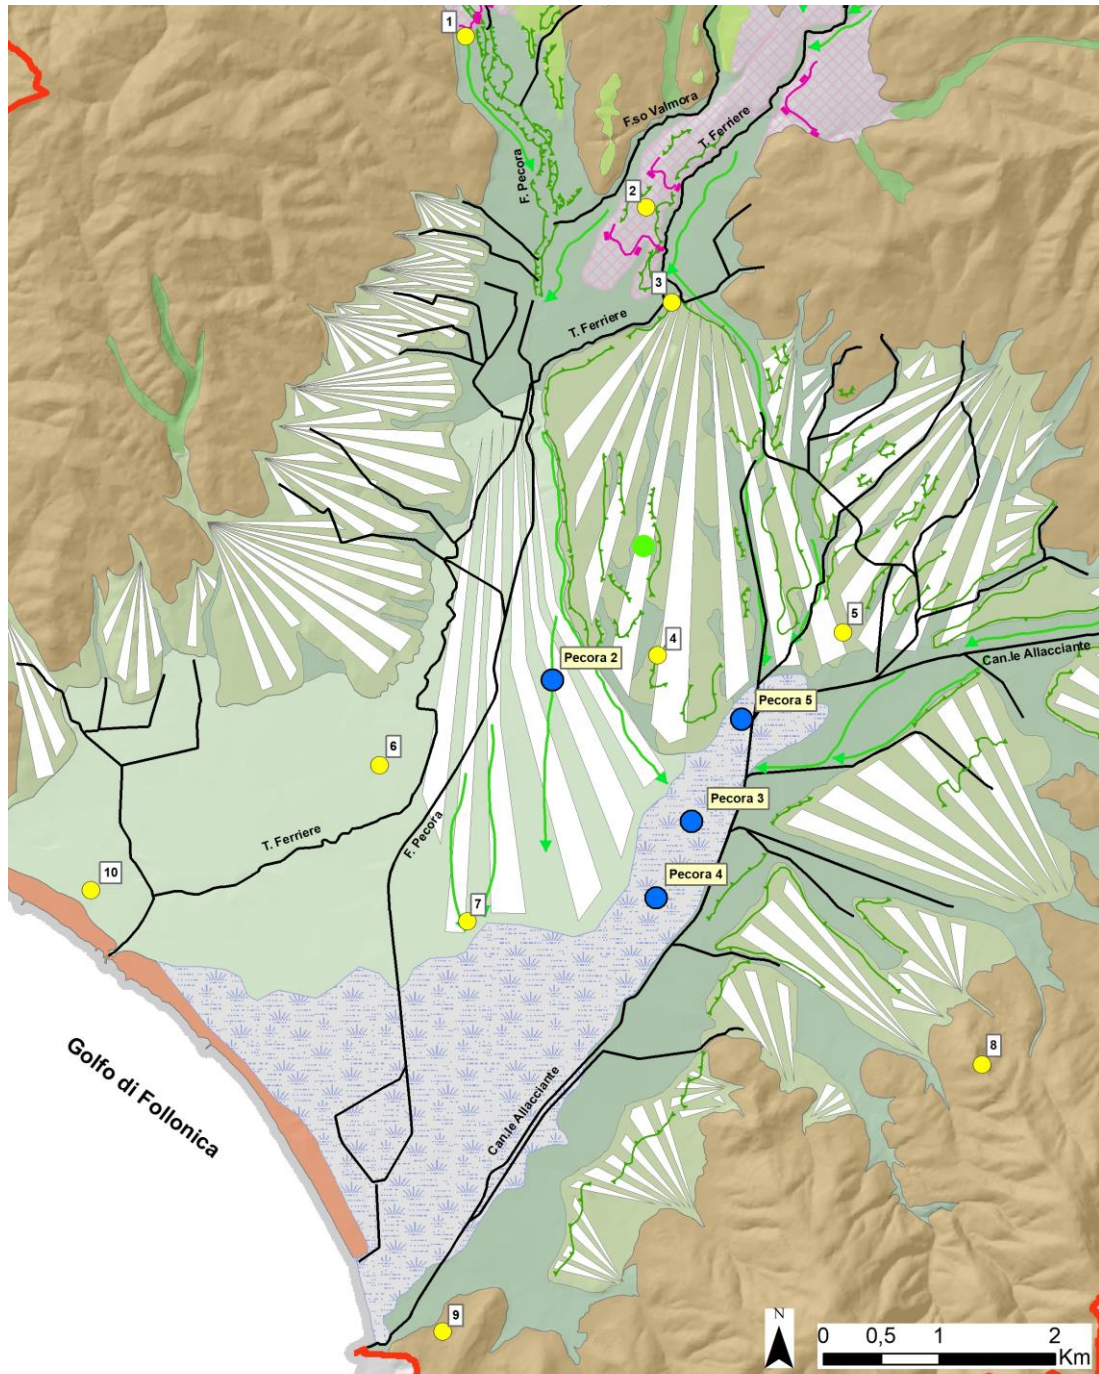 1
F.so Valmora
T. Ferriere
F. Pecora
2
3
T. Ferriere
5
4
Pecora 2
Can.le Allacciante
Pecora 5
6
Pecora 3
F. Pecora
T. Ferriere
Pecora 4
10
7
Golfo di Follonica
8
Can.le Allacciante
9
N
0 0,5 1 2
Km